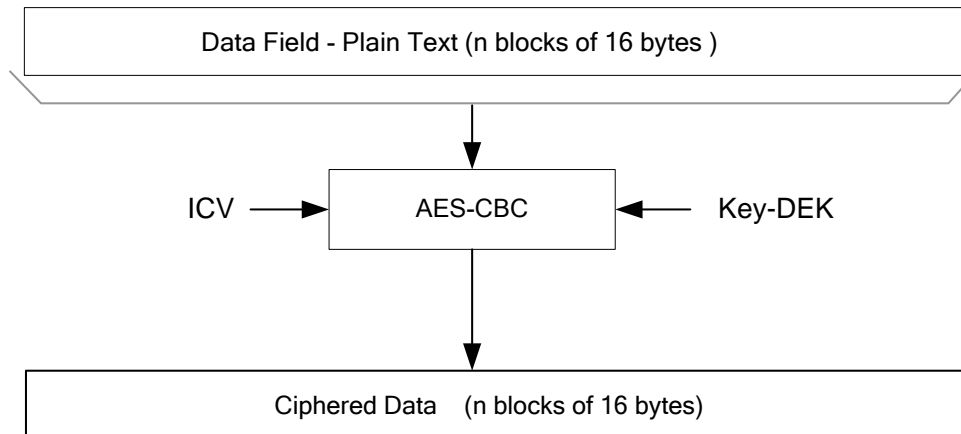 Data Field - Plain Text (n blocks of 16 bytes )
ICV
AES-CBC
Key-DEK
Ciphered Data (n blocks of 16 bytes)